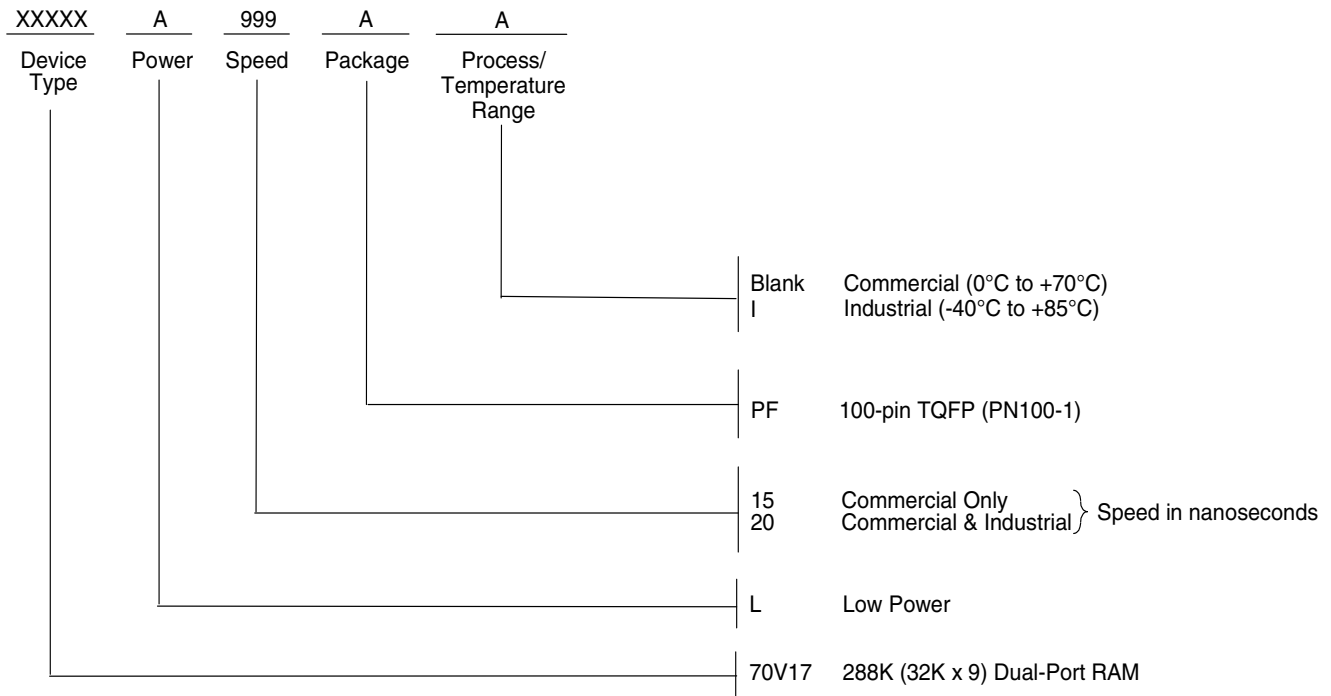 XXXXX A 999 A A
Device Type Power Speed Package Process/ Temperature Range
Blank Commercial (0°C to +70°C)
I Industrial (-40°C to +85°C)
PF 100-pin TQFP (PN100-1)
15 Commercial Only
20 Commercial & Industrial
Speed in nanoseconds
L Low Power
70V17 288K (32K x 9) Dual-Port RAM